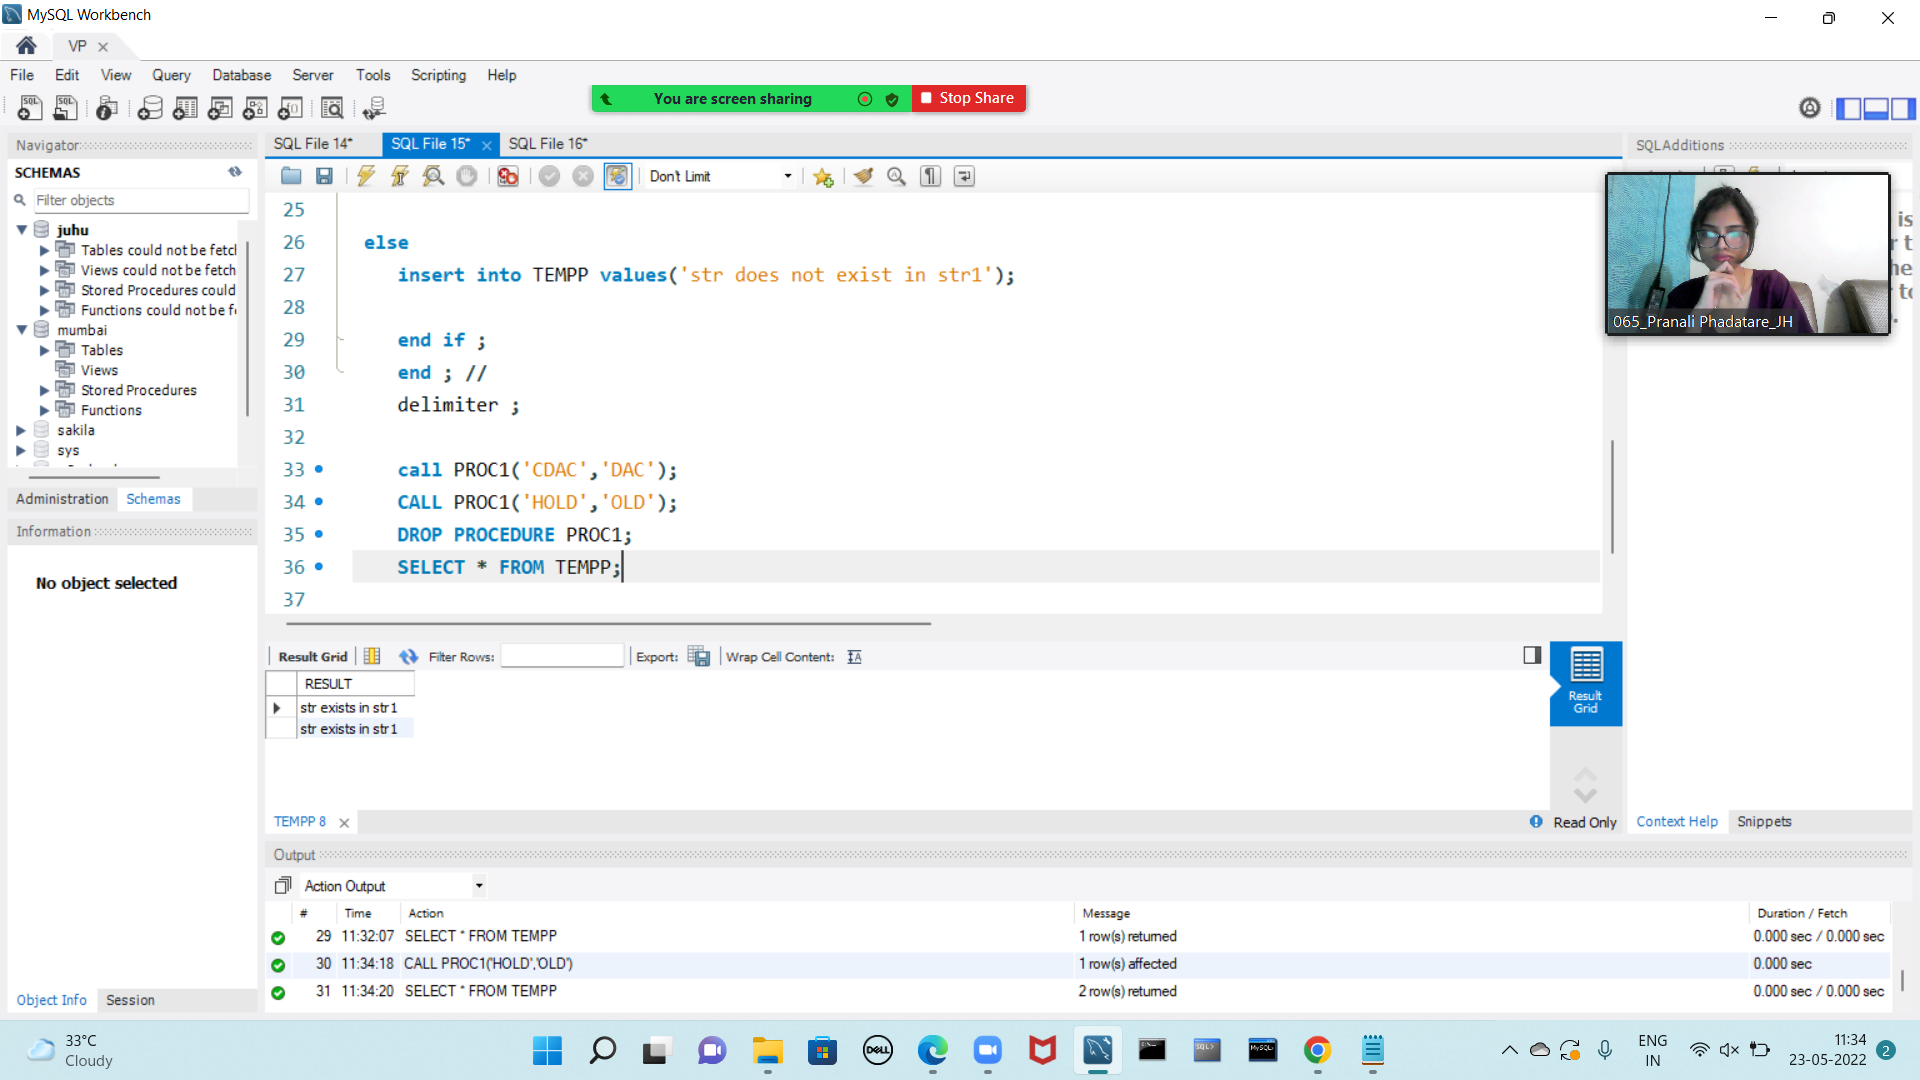 MySQL Workbench
VP
File Edit View Query Database Server Tools Scripting Help
You are screen sharing
Stop Share
Navigator
SCHEMAS
Filter objects
juhu
Tables could not be fetcl
Views could not be fetch
Stored Procedures could
Functions could not be f
mumbai
Tables
Views
Stored Procedures
Functions
sakila
sys
Administration Schemas
Information
No object selected
Object Info Session
SQL File 14* SQL File 15* SQL File 16*
Don't Limit
25
26 else
27 insert into TEMPP values('str does not exist in str1');
28
29 end if ;
30 end ; //
31 delimiter ;
32
33 call PROC1('CDAC','DAC');
34 CALL PROC1('HOLD','OLD');
35 DROP PROCEDURE PROC1;
36 SELECT * FROM TEMPP;
37
Result Grid Filter Rows: Export: Wrap Cell Content:
RESULT
str exists in str1
str exists in str1
Result
Grid
TEMPP 8
Read Only
SQLAdditions
065_Pranali Phadatare_JH
Context Help Snippets
Output
Action Output
# Time Action Message Duration / Fetch
29 11:32:07 SELECT * FROM TEMPP 1 row(s) returned 0.000 sec / 0.000 sec
30 11:34:18 CALL PROC1('HOLD','OLD') 1 row(s) affected 0.000 sec
31 11:34:20 SELECT * FROM TEMPP 2 row(s) returned 0.000 sec / 0.000 sec
33°C
Cloudy
DELL
ENG
IN
11:34
23-05-2022
2